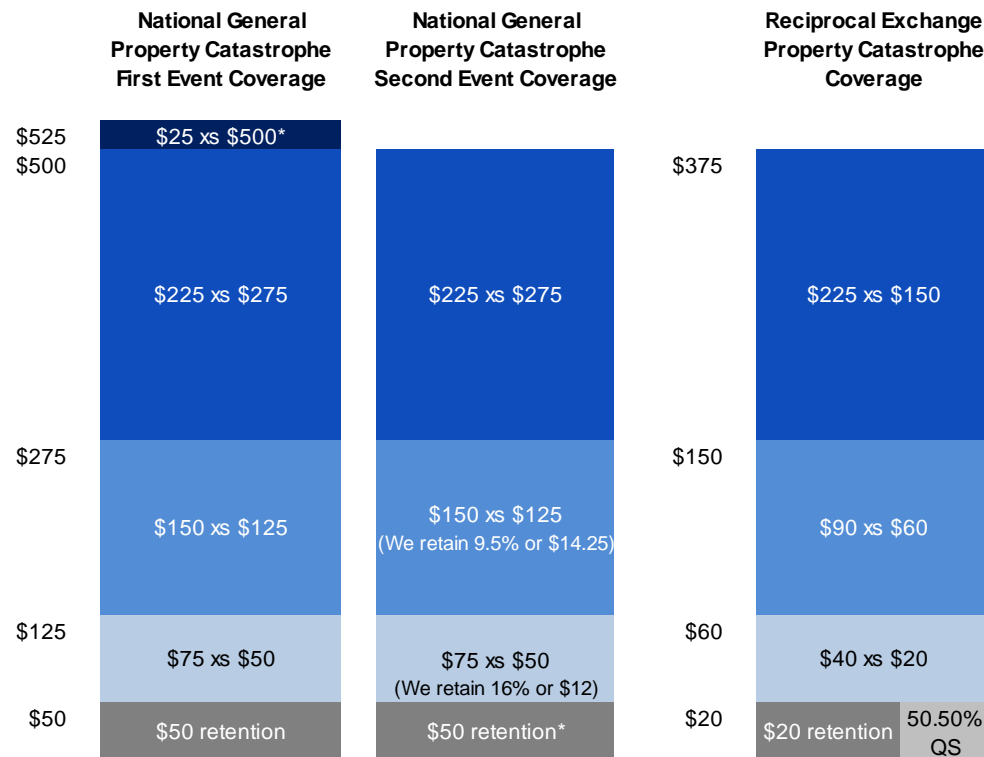 National General
Property Catastrophe
First Event Coverage
National General
Property Catastrophe
Second Event Coverage
Reciprocal Exchange
Property Catastrophe
Coverage
$525
$25 xs $500*
$500
$375
$225 xs $275
$225 xs $275
$225 xs $150
$275
$150
$150 xs $125
$150 xs $125
(We retain 9.5% or $14.25)
$90 xs $60
$125
$60
$75 xs $50
$75 xs $50
(We retain 16% or $12)
$40 xs $20
$50
$50 retention
$50 retention*
$20
$20 retention
50.50%
QS